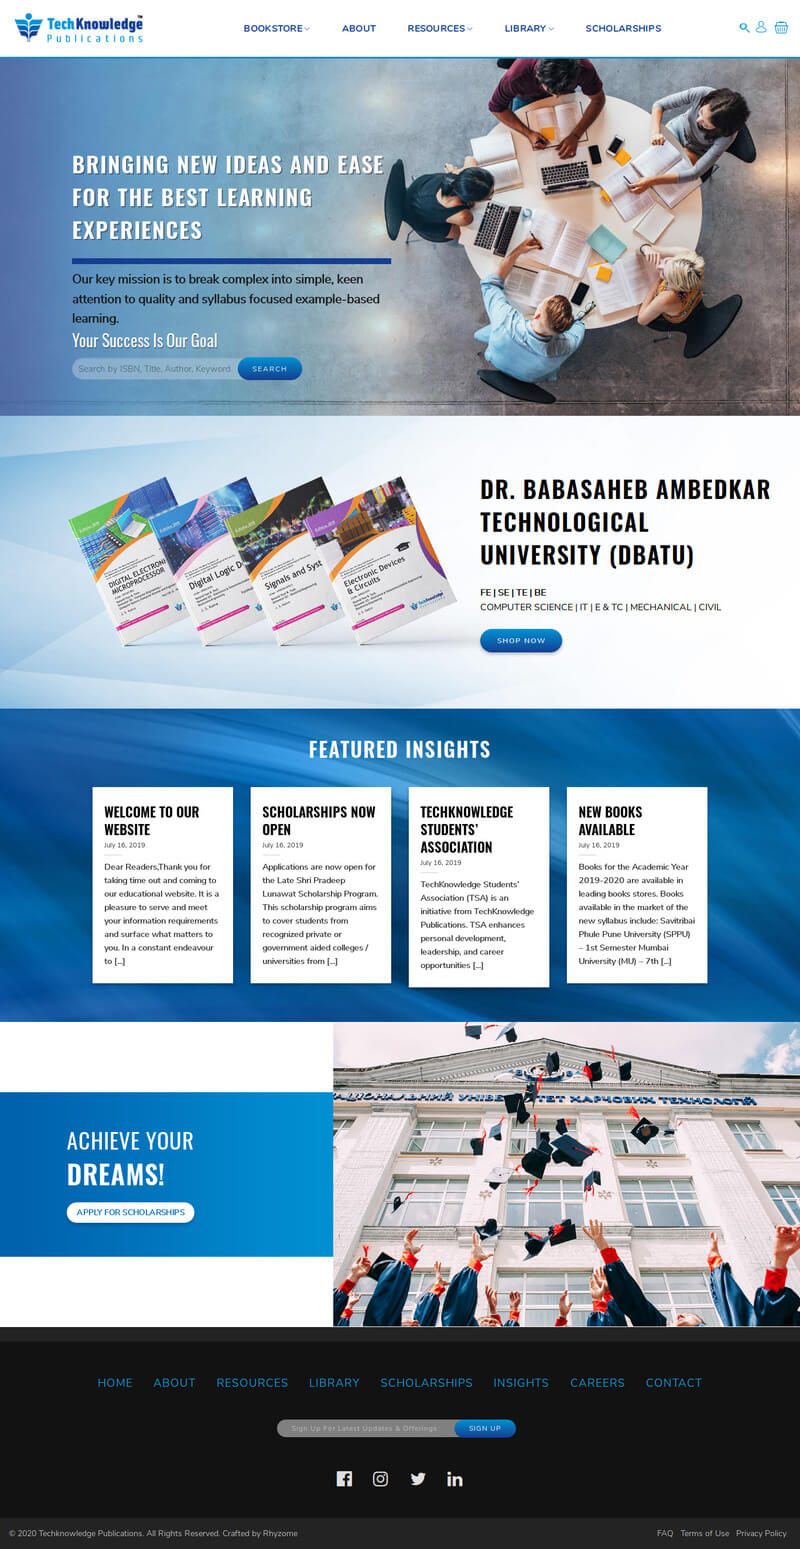 TechKnowledge™
Publications
BOOKSTORE
ABOUT
RESOURCES
LIBRARY
SCHOLARSHIPS
BRINGING NEW IDEAS AND EASE
FOR THE BEST LEARNING
EXPERIENCES
Our key mission is to break complex into simple, keen
attention to quality and syllabus focused example-based
learning.
Your Success Is Our Goal
Search by ISBN, Title, Author, Keyword
SEARCH
DIGITAL ELECTRONI
MICROPROCESSOR
Digital Logic D
Signals and Syst
Electronic Devices
& Circuits
TechKnowledge
Publications
DR. BABASAHEB AMBEDKAR
TECHNOLOGICAL
UNIVERSITY (DBATU)
FE | SE | TE | BE
COMPUTER SCIENCE | IT | E & TC | MECHANICAL | CIVIL
SHOP NOW
FEATURED INSIGHTS
WELCOME TO OUR
WEBSITE
July 16, 2019
Dear Readers,Thank you for
taking time out and coming to
our educational website. It is a
pleasure to serve and meet
your information requirements
and surface what matters to
you. In a constant endeavour
to [...]
SCHOLARSHIPS NOW
OPEN
July 16, 2019
Applications are now open for
the Late Shri Pradeep
Lunawat Scholarship Program.
This scholarship program aims
to cover students from
recognized private or
government aided colleges /
universities from [...]
TECHKNOWLEDGE
STUDENTS'
ASSOCIATION
July 16, 2019
TechKnowledge Students'
Association (TSA) is an
initiative from TechKnowledge
Publications. TSA enhances
personal development,
leadership, and career
opportunities [...]
NEW BOOKS
AVAILABLE
July 16, 2019
Books for the Academic Year
2019-2020 are available in
leading books stores. Books
available in the market of the
new syllabus include: Savitribai
Phule Pune University (SPPU)
– 1st Semester Mumbai
University (MU) – 7th [...]
ACHIEVE YOUR
DREAMS!
APPLY FOR SCHOLARSHIPS
АЦІОНАЛЬНИЙ УНІВЕ ТЕТ ХАРЧОВИХ ТЕХНОЛОГІЙ
HOME
ABOUT
RESOURCES
LIBRARY
SCHOLARSHIPS
INSIGHTS
CAREERS
CONTACT
Sign Up For Latest Updates & Offerings
SIGN UP
© 2020 Techknowledge Publications. All Rights Reserved. Crafted by Rhyzome
FAQ
Terms of Use
Privacy Policy